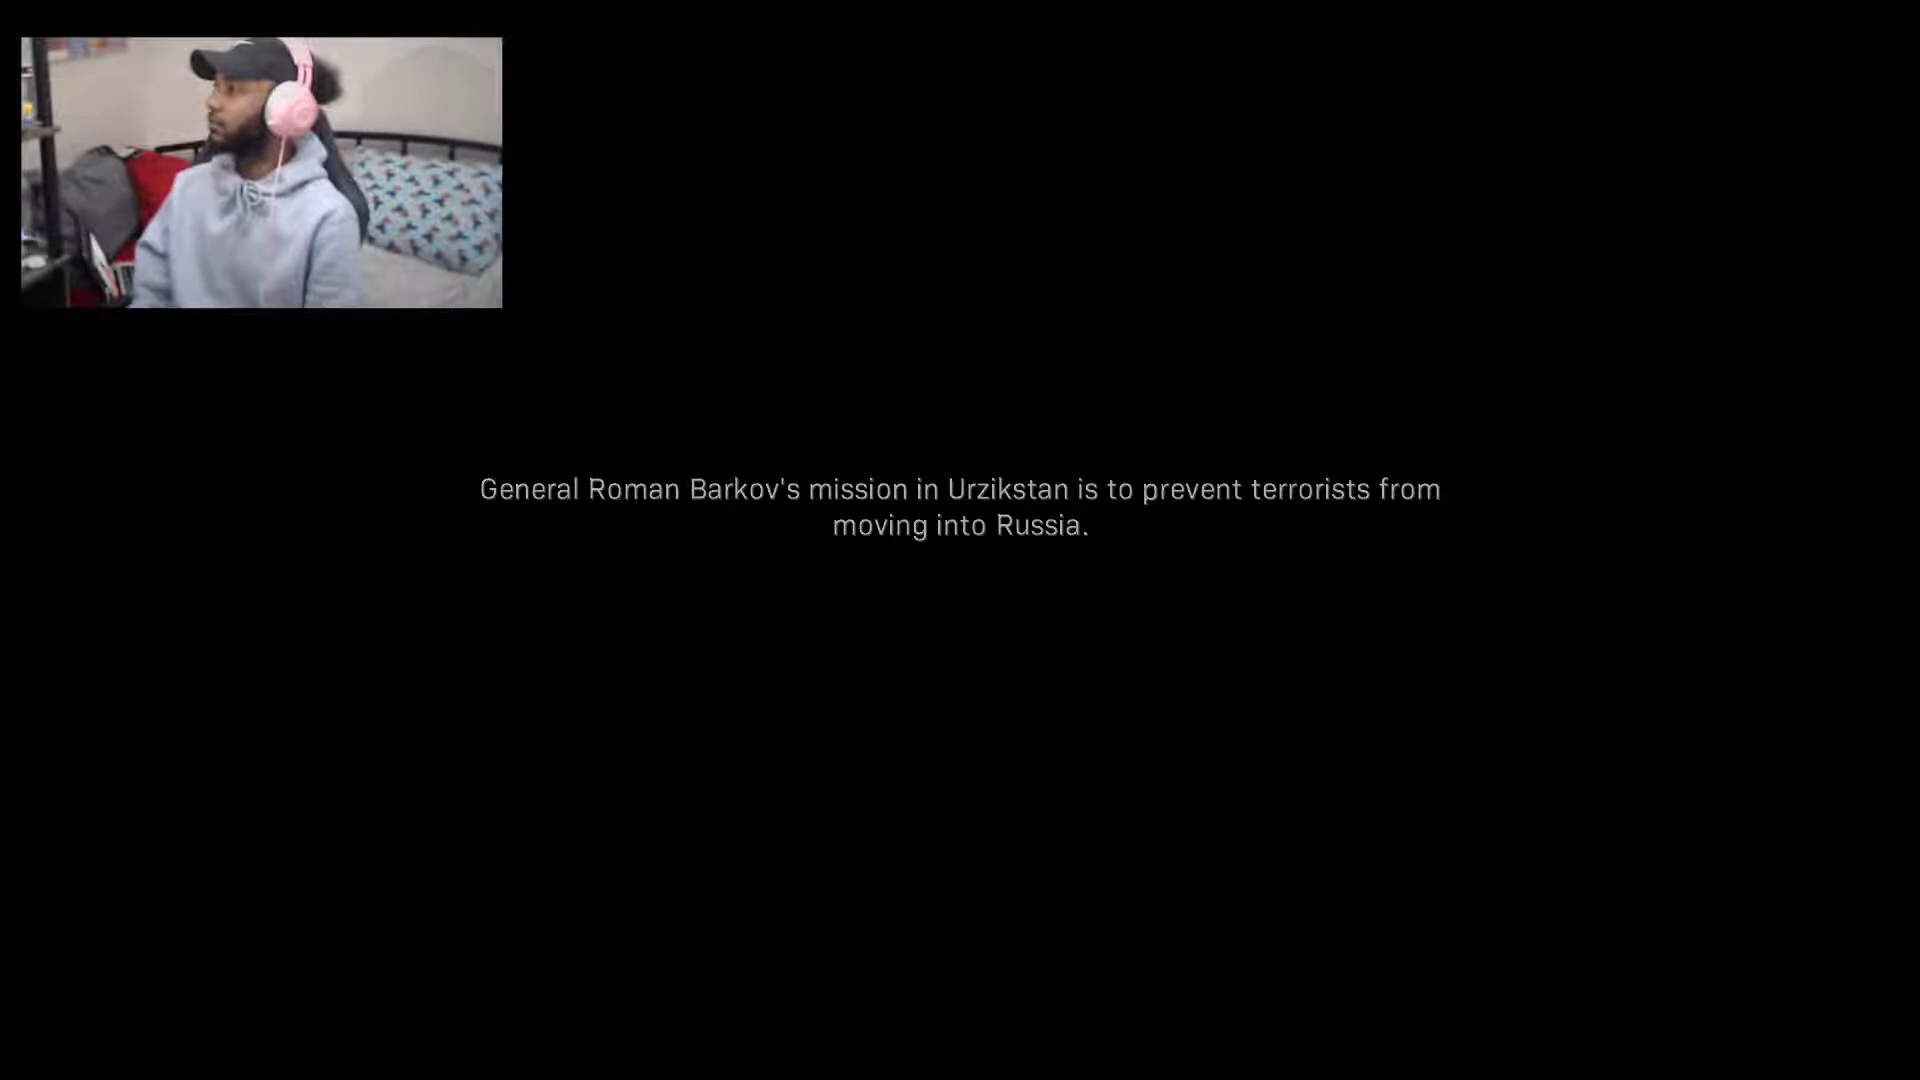 General Roman Barkov's mission in Urzikstan is to prevent terrorists from
moving into Russia.